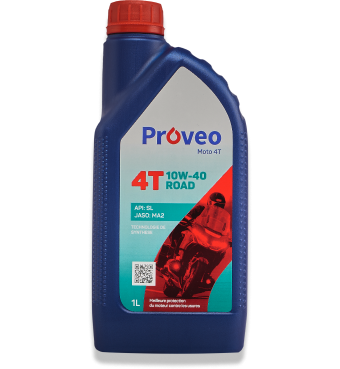 Proveo
Moto 4T
4T 10W-40
ROAD
API: SL
JASO: MA2
TECHNOLOGIE DE
SYNTHÈSE
1L
Meilleure protection
du moteur contre les usures